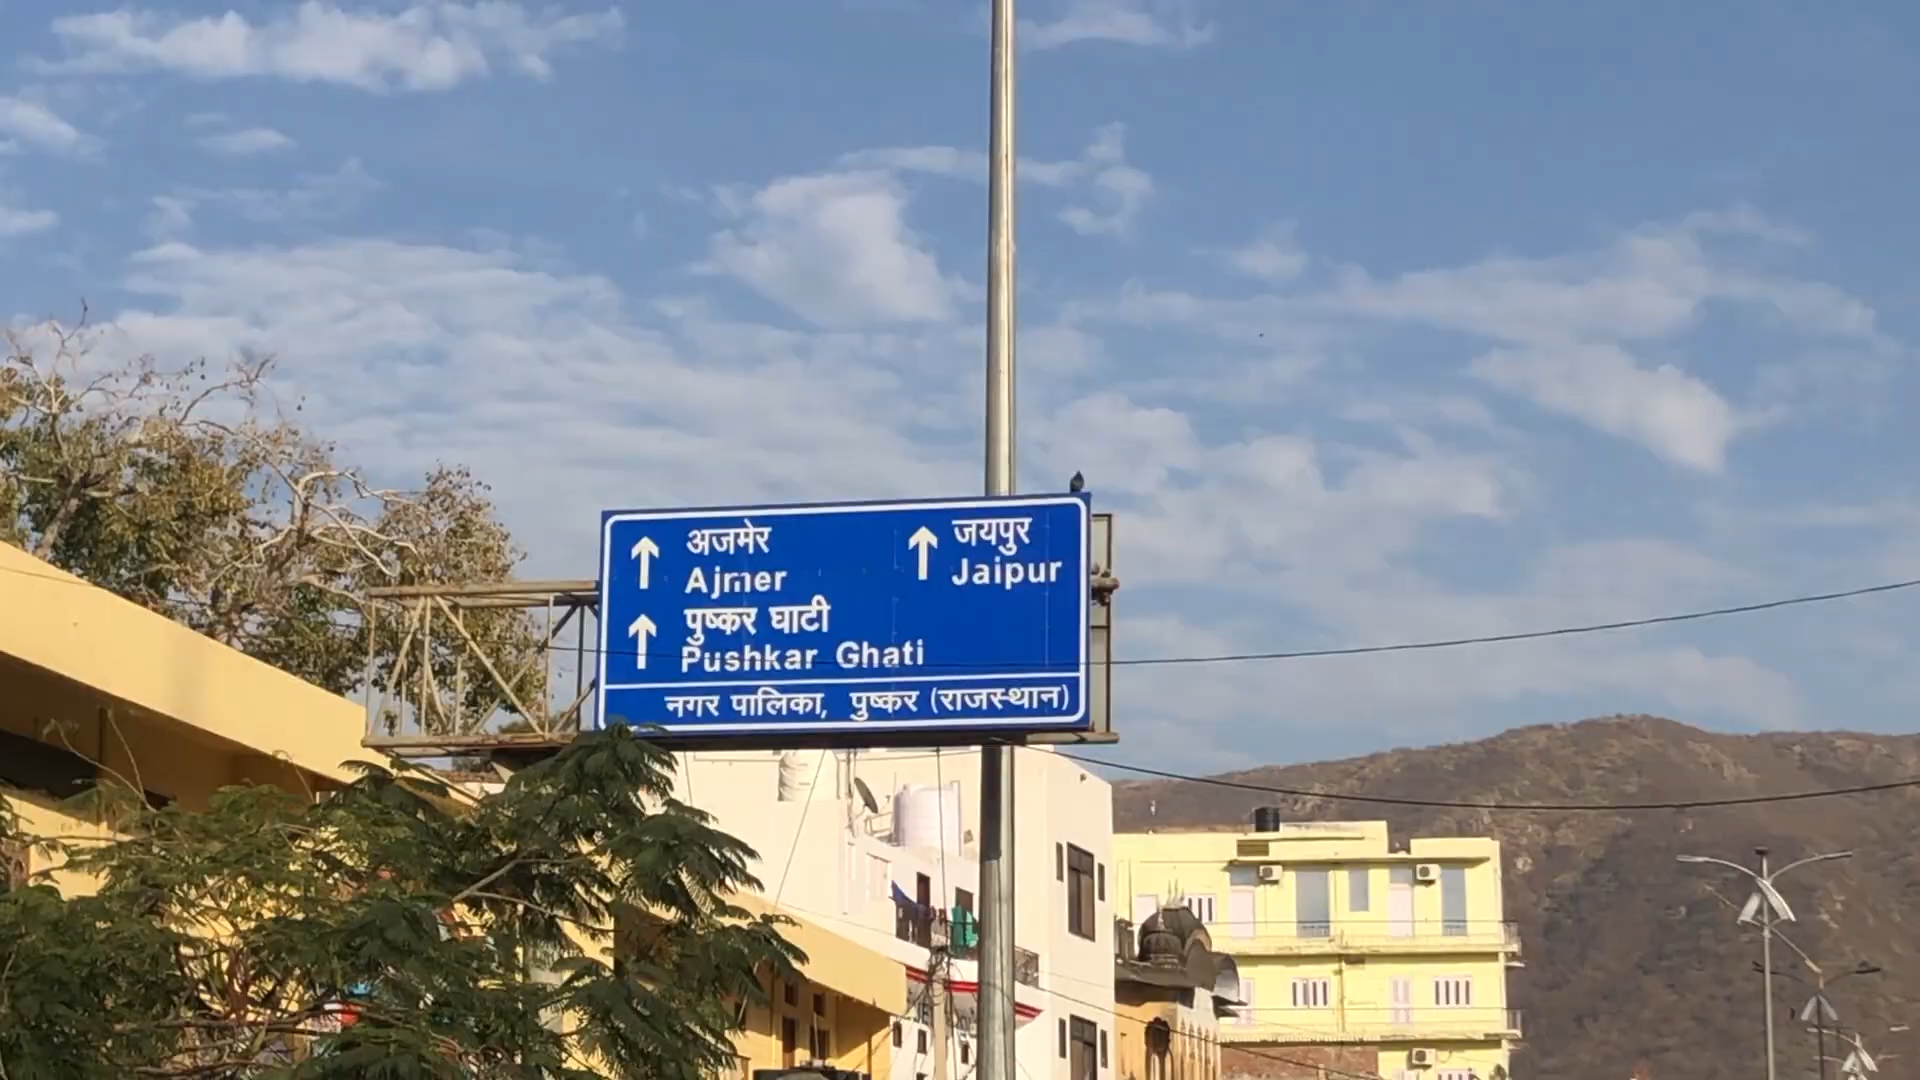 अजमेर
Ajmer
पुष्कर घाटी
Pushkar Ghati
जयपुर
Jaipur
नगर पालिका, पुष्कर (राजस्थान)